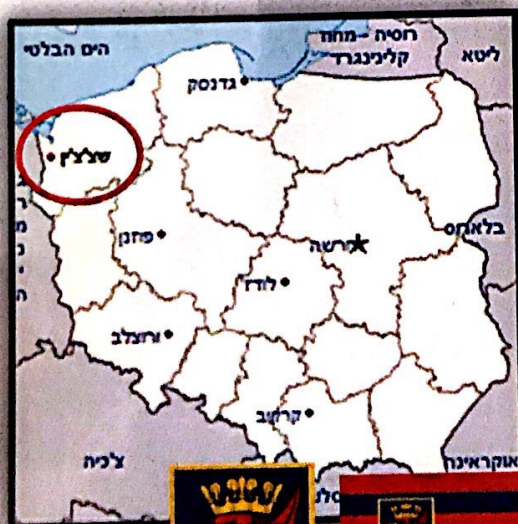 הים הבלטי
רוסיה - מחוז
קלינינגרד
ליטא
גדנסק
שצ'צ'ין
פוזנן
ורשה
בלארוס
לודז'
ורוצלב
קרקוב
צ'כיה
אוקראינה